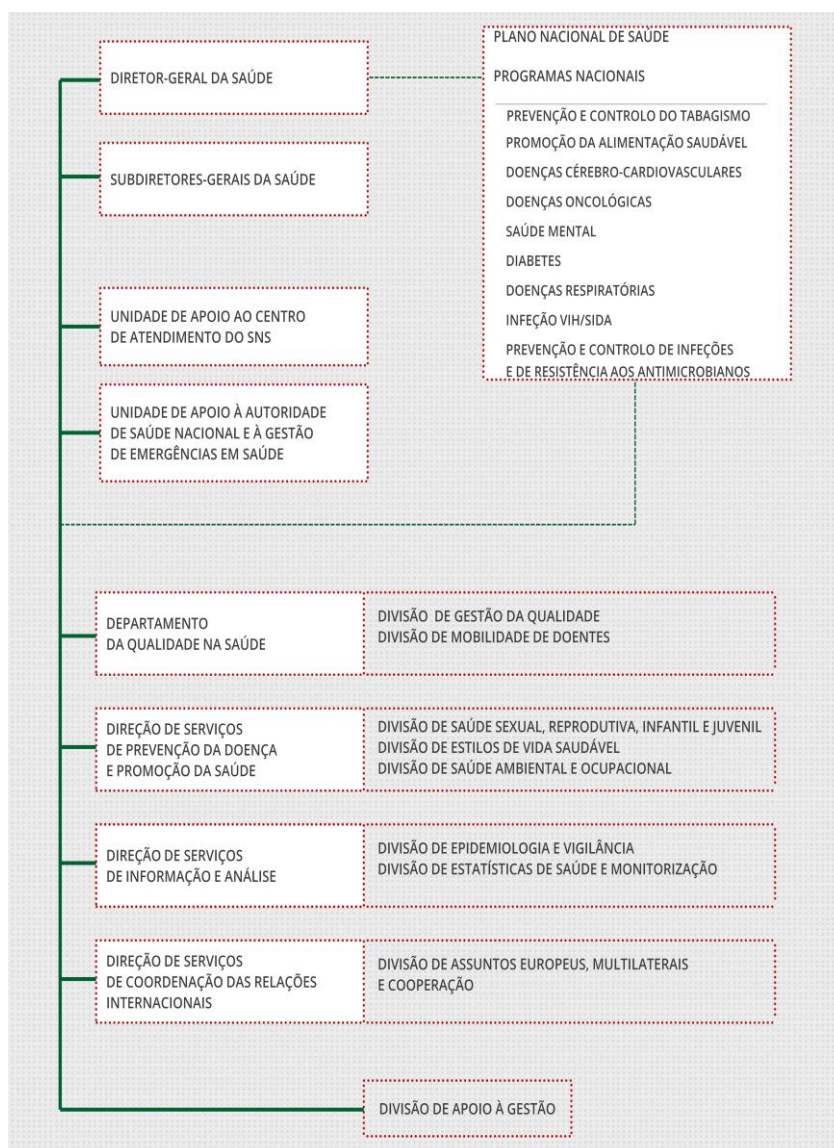 DIRETOR-GERAL DA SAÚDE
PLANO NACIONAL DE SAÚDE
PROGRAMAS NACIONAIS
PREVENÇÃO E CONTROLO DO TABAGISMO
PROMOÇÃO DA ALIMENTAÇÃO SAUDÁVEL
DOENÇAS CÉREBRO-CARDIOVASCULARES
DOENÇAS ONCOLÓGICAS
SAÚDE MENTAL
DIABETES
DOENÇAS RESPIRATÓRIAS
INFEÇÃO VIH/SIDA
PREVENÇÃO E CONTROLO DE INFEÇÕES
E DE RESISTÊNCIA AOS ANTIMICROBIANOS
SUBDIRETORES-GERAIS DA SAÚDE
UNIDADE DE APOIO AO CENTRO
DE ATENDIMENTO DO SNS
UNIDADE DE APOIO À AUTORIDADE
DE SAÚDE NACIONAL E À GESTÃO
DE EMERGÊNCIAS EM SAÚDE
DEPARTAMENTO
DA QUALIDADE NA SAÚDE
DIVISÃO DE GESTÃO DA QUALIDADE
DIVISÃO DE MOBILIDADE DE DOENTES
DIREÇÃO DE SERVIÇOS
DE PREVENÇÃO DA DOENÇA
E PROMOÇÃO DA SAÚDE
DIVISÃO DE SAÚDE SEXUAL, REPRODUTIVA, INFANTIL E JUVENIL
DIVISÃO DE ESTILOS DE VIDA SAUDÁVEL
DIVISÃO DE SAÚDE AMBIENTAL E OCUPACIONAL
DIREÇÃO DE SERVIÇOS
DE INFORMAÇÃO E ANÁLISE
DIVISÃO DE EPIDEMIOLOGIA E VIGILÂNCIA
DIVISÃO DE ESTATÍSTICAS DE SAÚDE E MONITORIZAÇÃO
DIREÇÃO DE SERVIÇOS
DE COORDENAÇÃO DAS RELAÇÕES
INTERNACIONAIS
DIVISÃO DE ASSUNTOS EUROPEUS, MULTILATERAIS
E COOPERAÇÃO
DIVISÃO DE APOIO À GESTÃO